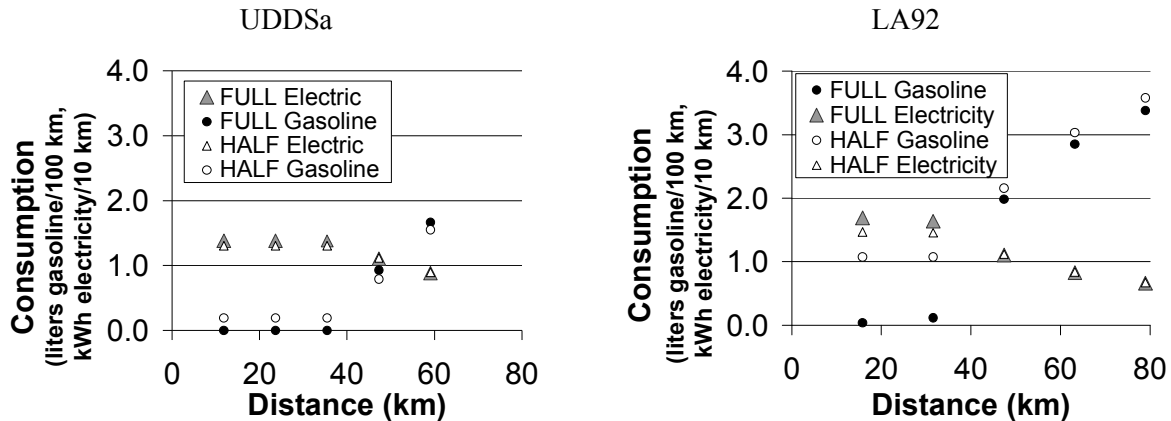 UDDSa
Consumption
(liters gasoline/100 km,
kWh electricity/10 km)
4.0
3.0
2.0
1.0
0.0
FULL Electric
FULL Gasoline
HALF Electric
HALF Gasoline
0 20 40 60 80
Distance (km)
LA92
Consumption
(liters gasoline/100 km,
kWh electricity/10 km)
4.0
3.0
2.0
1.0
0.0
FULL Gasoline
FULL Electricity
HALF Gasoline
HALF Electricity
0 20 40 60 80
Distance (km)